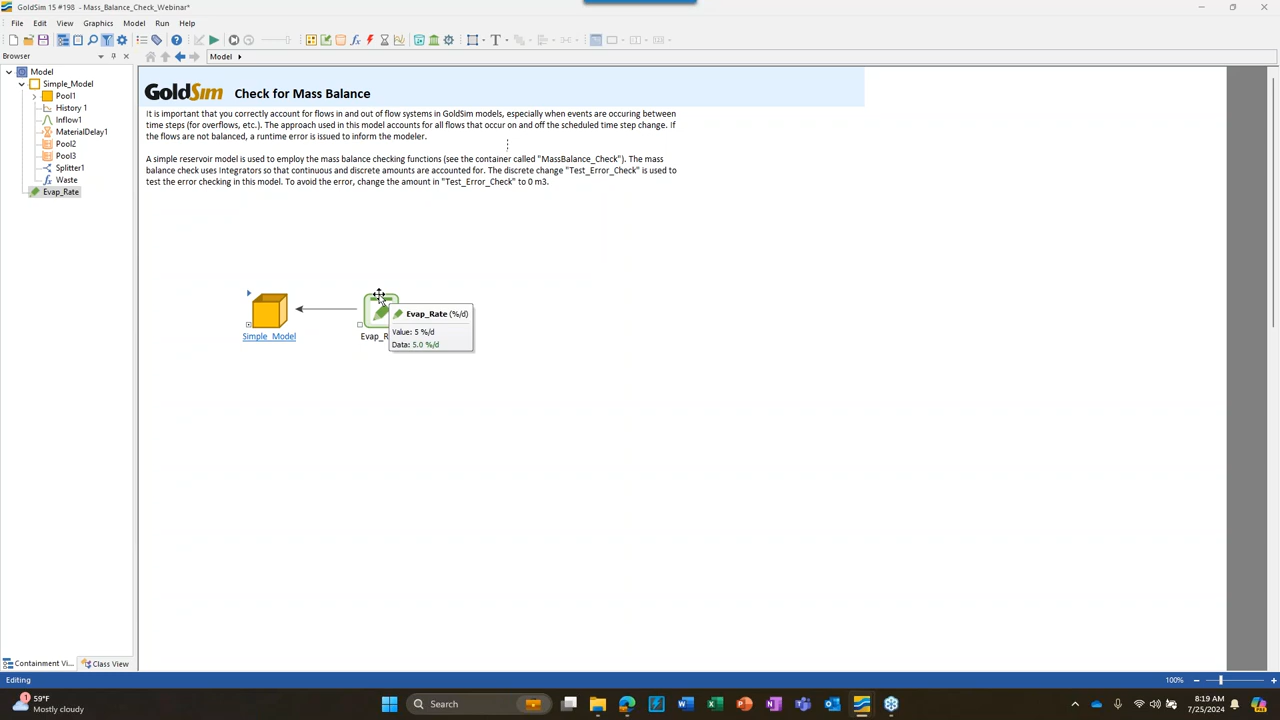 GoldSim 15 #198 - Mass_Balance_Check_Webinar*
File Edit View Graphics Model Run Help
Browser
Model
Model
Simple_Model
Pool1
History 1
Inflow1
MaterialDelay1
Pool2
Pool3
Splitter1
Waste
Evap_Rate
GoldSim Check for Mass Balance
It is important that you correctly account for flows in and out of flow systems in GoldSim models, especially when events are occuring between
time steps (for overflows, etc.). The approach used in this model accounts for all flows that occur on and off the scheduled time step change. If
the flows are not balanced, a runtime error is issued to inform the modeler.
A simple reservoir model is used to employ the mass balance checking functions (see the container called "MassBalance_Check"). The mass
balance check uses Integrators so that continuous and discrete amounts are accounted for. The discrete change "Test_Error_Check" is used to
test the error checking in this model. To avoid the error, change the amount in "Test_Error_Check" to 0 m3.
Simple_Model
Evap_R
Evap_Rate (%/d)
Value: 5 %/d
Data: 5.0 %/d
Containment Vi...
Class View
Editing
100%
59°F
Mostly cloudy
Search
8:19 AM
7/25/2024